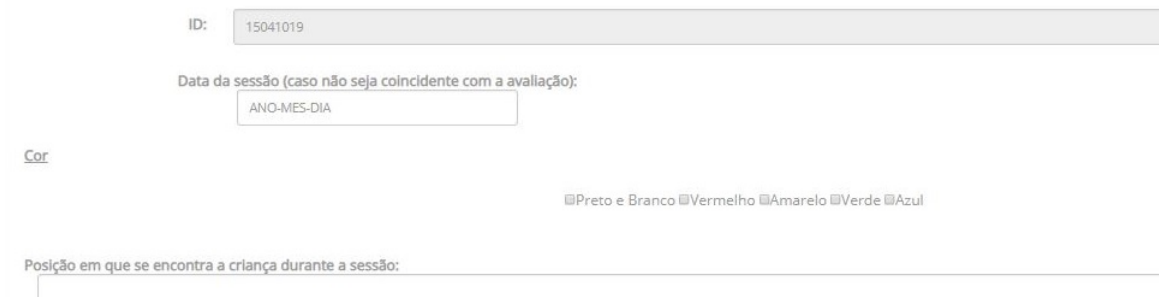 ID: 15041019
Data da sessão (caso não seja coincidente com a avaliação):
ANO-MES-DIA
Cor
Preto e Branco Vermelho Amarelo Verde Azul
Posição em que se encontra a criança durante a sessão: